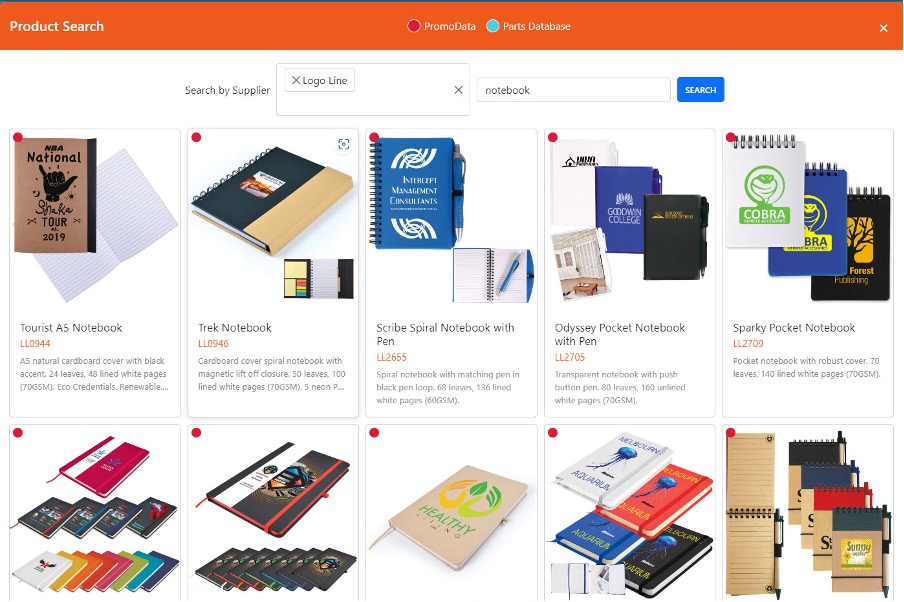 Product Search
PromoData
Parts Database
Search by Supplier
Logo Line
notebook
SEARCH
NBA
National
Shake
TOUR
2019
INTERCEPT
MANAGEMENT
CONSULTANTS
GOODWIN
COLLEGE
COBRA
VEHICLE ACCESSORIES
Forest
Publishing
Tourist A5 Notebook
LL0944
A5 natural cardboard cover with black
accent. 24 leaves, 48 lined white pages
(70GSM). Eco Credentials. Renewable....
Trek Notebook
LL0946
Cardboard cover spiral notebook with
magnetic lift off closure. 50 leaves, 100
lined white pages (70GSM). 5 neon P...
Scribe Spiral Notebook with
Pen
LL2655
Spiral notebook with matching pen in
black pen loop. 68 leaves, 136 lined
white pages (60GSM).
Odyssey Pocket Notebook
with Pen
LL2705
Transparent notebook with push
button pen. 80 leaves, 160 unlined
white pages (70GSM).
Sparky Pocket Notebook
LL2709
Pocket notebook with robust cover. 70
leaves, 140 lined white pages (70GSM).
HEALTHY
MELBOURNE
AQUARIUM
AQUARIUM
Sunny